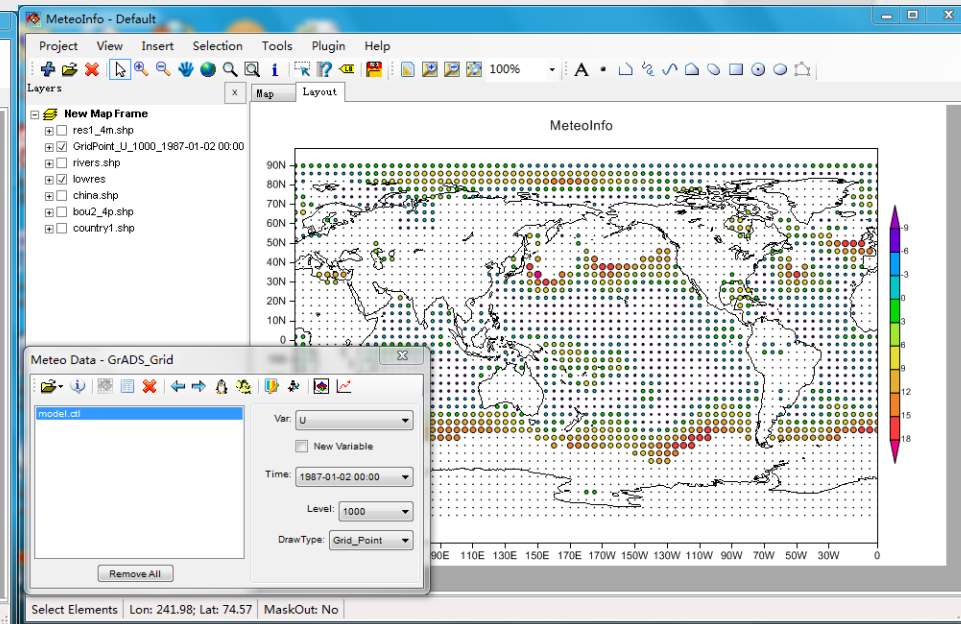 MeteoInfo - Default
Project View Insert Selection Tools Plugin Help
100%
Layers x
Map Layout
New Map Frame
res1_4m.shp
GridPoint_U_1000_1987-01-02 00:00
rivers.shp
lowres
china.shp
bou2_4p.shp
country1.shp
MeteoInfo
90N
80N
70N
60N
50N
40N
30N
20N
10N
0
90E 110E 130E 150E 170E 170W 150W 130W 110W 90W 70W 50W 30W 0
-9
-6
-3
0
3
6
9
12
15
18
Meteo Data - GrADS_Grid
model.ctl
Var: U
New Variable
Time: 1987-01-02 00:00
Level: 1000
DrawType: Grid_Point
Remove All
Select Elements Lon: 241.98; Lat: 74.57 MaskOut: No